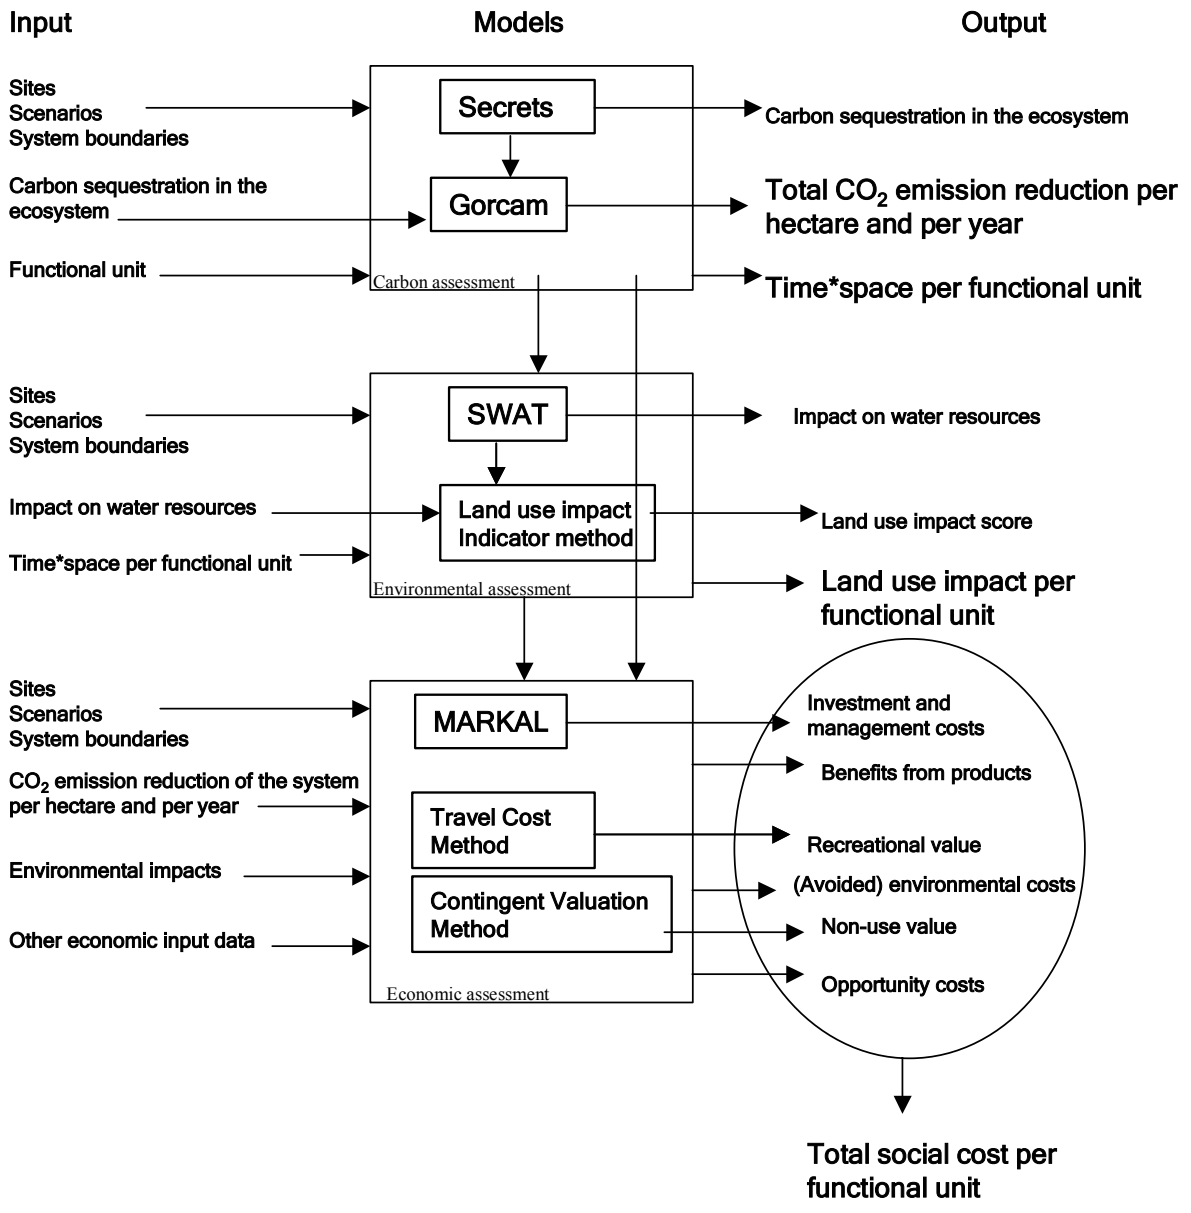 Input
Models
Output
Sites
Scenarios
System boundaries
Secrets
Carbon sequestration in the ecosystem
Carbon sequestration in the
ecosystem
Gorcam
Total CO₂ emission reduction per
hectare and per year
Functional unit
Carbon assessment
Time*space per functional unit
Sites
Scenarios
System boundaries
SWAT
Impact on water resources
Impact on water resources
Land use impact
Indicator method
Land use impact score
Time*space per functional unit
Environmental assessment
Land use impact per
functional unit
Sites
Scenarios
System boundaries
MARKAL
Investment and
management costs
CO₂ emission reduction of the system
per hectare and per year
Benefits from products
Travel Cost
Method
Recreational value
Environmental impacts
Contingent Valuation
Method
(Avoided) environmental costs
Non-use value
Other economic input data
Opportunity costs
Economic assessment
Total social cost per
functional unit